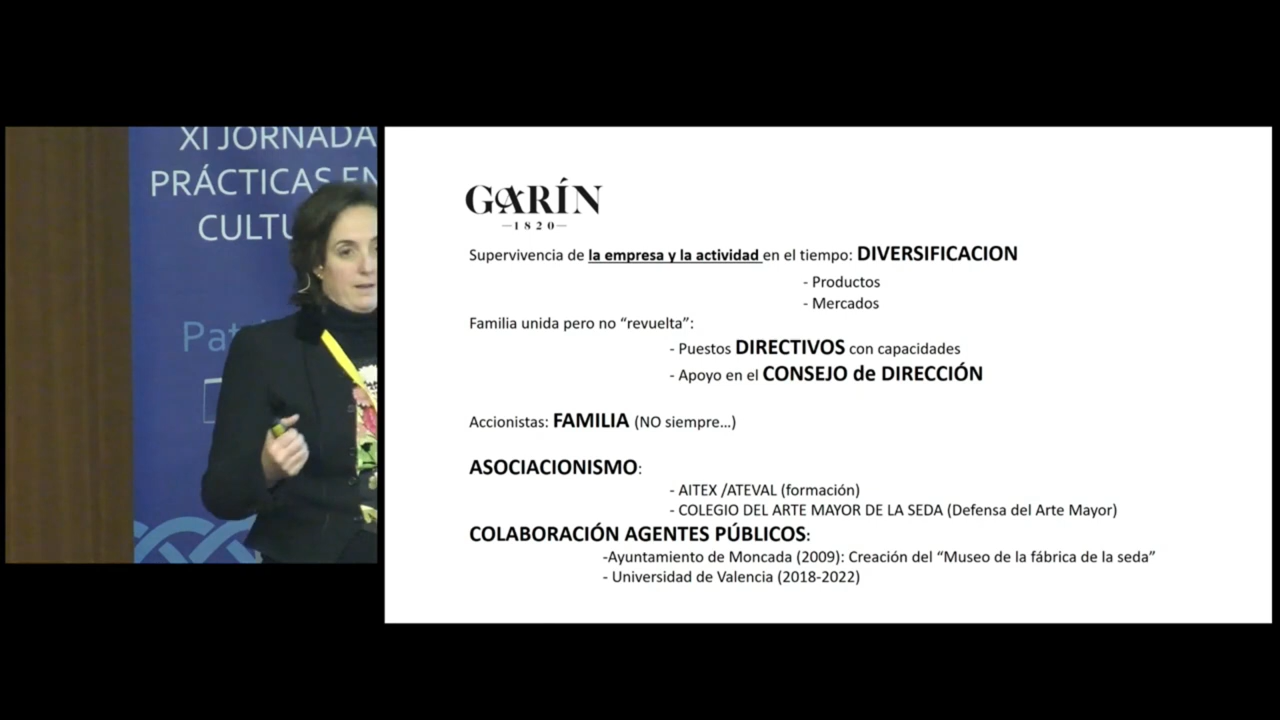 XI JORNADA
PRÁCTICAS EN
CULTU
Pat
GARÍN
—1820—
Supervivencia de la empresa y la actividad en el tiempo: DIVERSIFICACION
- Productos
- Mercados
Familia unida pero no “revuelta”:
- Puestos DIRECTIVOS con capacidades
- Apoyo en el CONSEJO de DIRECCIÓN
Accionistas: FAMILIA (NO siempre…)
ASOCIACIONISMO:
- AITEX /ATEVAL (formación)
- COLEGIO DEL ARTE MAYOR DE LA SEDA (Defensa del Arte Mayor)
COLABORACIÓN AGENTES PÚBLICOS:
-Ayuntamiento de Moncada (2009): Creación del “Museo de la fábrica de la seda”
- Universidad de Valencia (2018-2022)